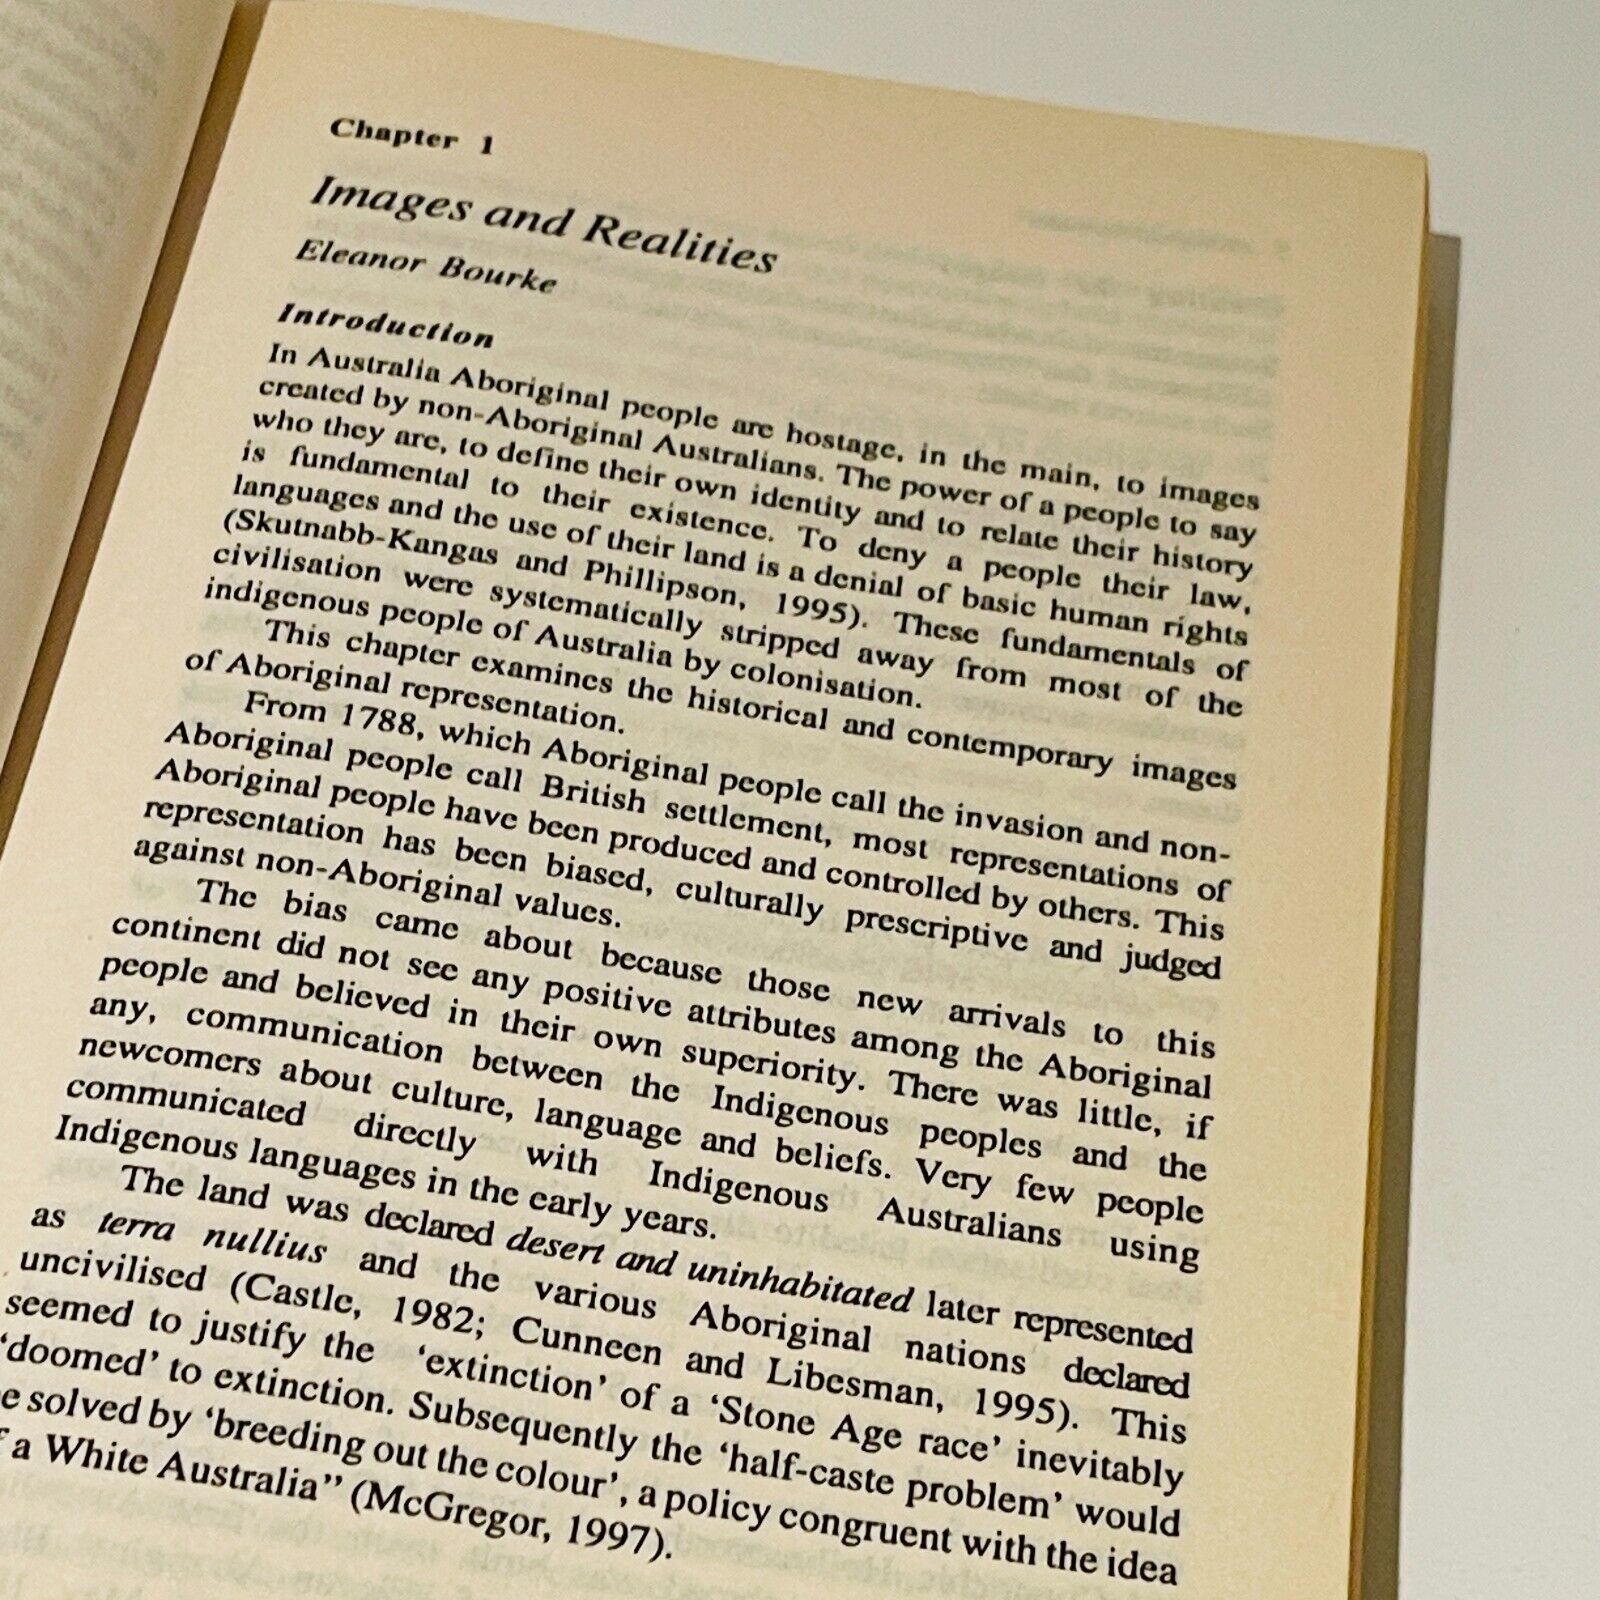 Chapter 1
Images and Realities
Eleanor Bourke
Introduction
In Australia Aboriginal people are hostage, in the main, to images
created by non-Aboriginal Australians. The power of a people to say
who they are, to define their own identity and to relate their history
is fundamental to their existence. To deny a people their law,
languages and the use of their land is a denial of basic human rights
(Skutnabb-Kangas and Phillipson, 1995). These fundamentals of
civilisation were systematically stripped away from most of the
indigenous people of Australia by colonisation.
This chapter examines the historical and contemporary images
of Aboriginal representation.
From 1788, which Aboriginal people call the invasion and non-
Aboriginal people call British settlement, most representations of
Aboriginal people have been produced and controlled by others. This
representation has been biased, culturally prescriptive and judged
against non-Aboriginal values.
The bias came about because those new arrivals to this
continent did not see any positive attributes among the Aboriginal
people and believed in their own superiority. There was little, if
any, communication between the Indigenous peoples and the
newcomers about culture, language and beliefs. Very few people
communicated directly with Indigenous Australians using
Indigenous languages in the early years.
The land was declared desert and uninhabitated later represented
as terra nullius and the various Aboriginal nations declared
uncivilised (Castle, 1982; Cunneen and Libesman, 1995). This
seemed to justify the 'extinction' of a 'Stone Age race' inevitably
'doomed' to extinction. Subsequently the 'half-caste problem' would
e solved by 'breeding out the colour', a policy congruent with the idea
f a White Australia" (McGregor, 1997).